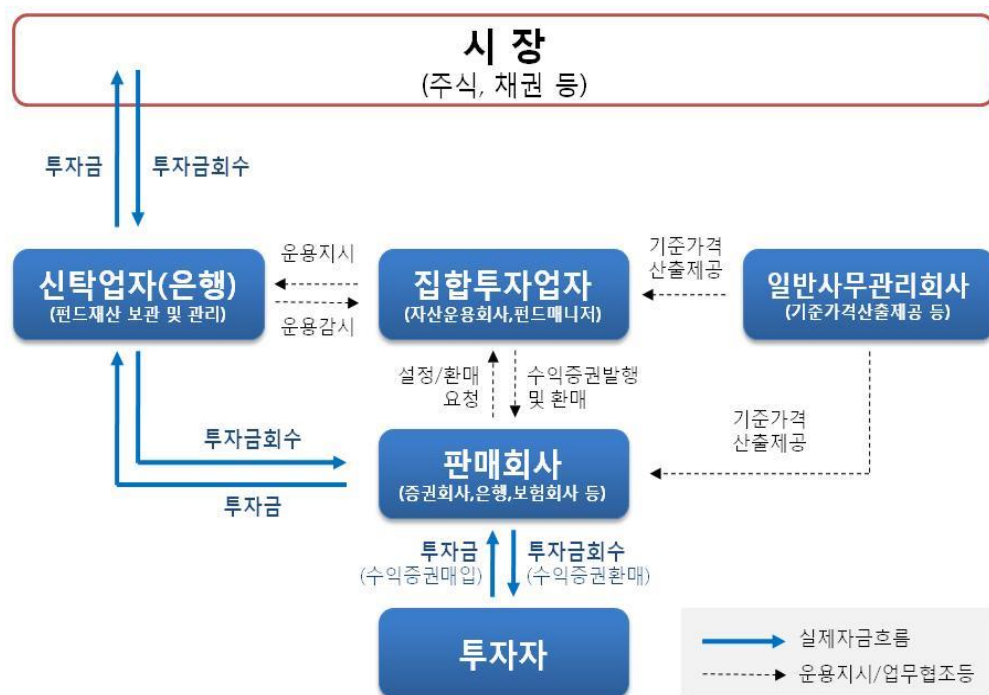 시 장
(주식, 채권 등)
투자금
투자금회수
신탁업자(은행)
(펀드재산 보관 및 관리)
운용지시
운용감시
집합투자업자
(자산운용회사,펀드매니저)
기준가격
산출제공
일반사무관리회사
(기준가격산출제공 등)
설정/환매
요청
수익증권발행
및 환매
기준가격
산출제공
투자금회수
투자금
판매회사
(증권회사,은행,보험회사 등)
투자금
(수익증권매입)
투자금회수
(수익증권환매)
투자자
실제자금흐름
운용지시/업무협조등